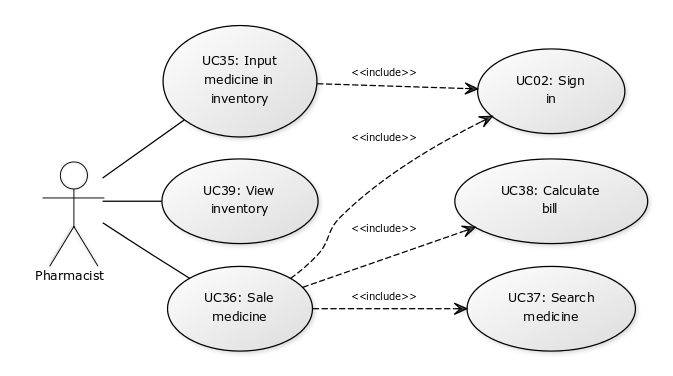 UC35: Input
medicine in
inventory
<<include>>
UC02: Sign
in
<<include>>
UC39: View
inventory
UC38: Calculate
bill
<<include>>
Pharmacist
UC36: Sale
medicine
<<include>>
UC37: Search
medicine